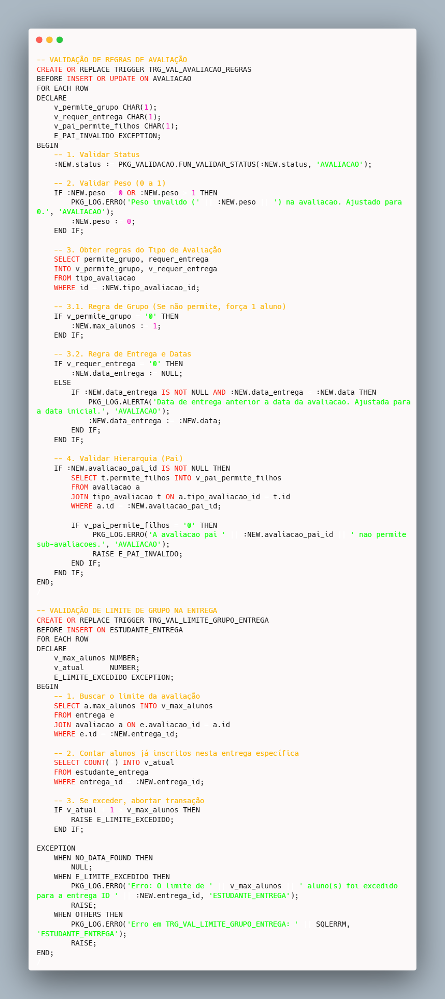 -- VALIDAÇÃO DE REGRAS DE AVALIAÇÃO
CREATE OR REPLACE TRIGGER TRG_VAL_AVALIACAO_REGRAS
BEFORE INSERT OR UPDATE ON AVALIACAO
FOR EACH ROW
DECLARE
    v_permite_grupo CHAR(1);
    v_requer_entrega CHAR(1);
    v_pai_permite_filhos CHAR(1);
    E_PAI_INVALIDO EXCEPTION;
BEGIN
    -- 1. Validar Status
    :NEW.status :  PKG_VALIDACAO.FUN_VALIDAR_STATUS(:NEW.status, 'AVALIACAO');
    -- 2. Validar Peso (0 a 1)
    IF :NEW.peso   0 OR :NEW.peso   1 THEN
        PKG_LOG.ERRO('Peso invalido (' || :NEW.peso || ') na avaliacao. Ajustado para
0.', 'AVALIACAO');
        :NEW.peso :  0;
    END IF;
    -- 3. Obter regras do Tipo de Avaliação
    SELECT permite_grupo, requer_entrega
    INTO v_permite_grupo, v_requer_entrega
    FROM tipo_avaliacao
    WHERE id   :NEW.tipo_avaliacao_id;
    -- 3.1. Regra de Grupo (Se não permite, força 1 aluno)
    IF v_permite_grupo   '0' THEN
        :NEW.max_alunos :  1;
    END IF;
    -- 3.2. Regra de Entrega e Datas
    IF v_requer_entrega   '0' THEN
        :NEW.data_entrega :  NULL;
    ELSE
        IF :NEW.data_entrega IS NOT NULL AND :NEW.data_entrega < :NEW.data THEN
            PKG_LOG.ALERTA('Data de entrega anterior a data da avaliacao. Ajustada para
a data inicial.', 'AVALIACAO');
            :NEW.data_entrega :  :NEW.data;
        END IF;
    END IF;
    -- 4. Validar Hierarquia (Pai)
    IF :NEW.avaliacao_pai_id IS NOT NULL THEN
        SELECT t.permite_filhos INTO v_pai_permite_filhos
        FROM avaliacao a
        JOIN tipo_avaliacao t ON a.tipo_avaliacao_id   t.id
        WHERE a.id   :NEW.avaliacao_pai_id;
        IF v_pai_permite_filhos   '0' THEN
             PKG_LOG.ERRO('A avaliacao pai ' || :NEW.avaliacao_pai_id || ' nao permite
sub-avaliacoes.', 'AVALIACAO');
             RAISE E_PAI_INVALIDO;
        END IF;
    END IF;
END;
/
-- VALIDAÇÃO DE LIMITE DE GRUPO NA ENTREGA
CREATE OR REPLACE TRIGGER TRG_VAL_LIMITE_GRUPO_ENTREGA
BEFORE INSERT ON ESTUDANTE_ENTREGA
FOR EACH ROW
DECLARE
    v_max_alunos NUMBER;
    v_atual      NUMBER;
    E_LIMITE_EXCEDIDO EXCEPTION;
BEGIN
    -- 1. Buscar o limite da avaliação
    SELECT a.max_alunos INTO v_max_alunos
    FROM entrega e
    JOIN avaliacao a ON e.avaliacao_id   a.id
    WHERE e.id   :NEW.entrega_id;
    -- 2. Contar alunos já inscritos nesta entrega específica
    SELECT COUNT( ) INTO v_atual
    FROM estudante_entrega
    WHERE entrega_id   :NEW.entrega_id;
    -- 3. Se exceder, abortar transação
    IF v_atual + 1 > v_max_alunos THEN
        RAISE E_LIMITE_EXCEDIDO;
    END IF;
EXCEPTION
    WHEN NO_DATA_FOUND THEN
        NULL;
    WHEN E_LIMITE_EXCEDIDO THEN
        PKG_LOG.ERRO('Erro: O limite de ' || v_max_alunos || ' aluno(s) foi excedido
para a entrega ID ' || :NEW.entrega_id, 'ESTUDANTE_ENTREGA');
        RAISE;
    WHEN OTHERS THEN
        PKG_LOG.ERRO('Erro em TRG_VAL_LIMITE_GRUPO_ENTREGA: ' || SQLERRM,
'ESTUDANTE_ENTREGA');
        RAISE;
END;